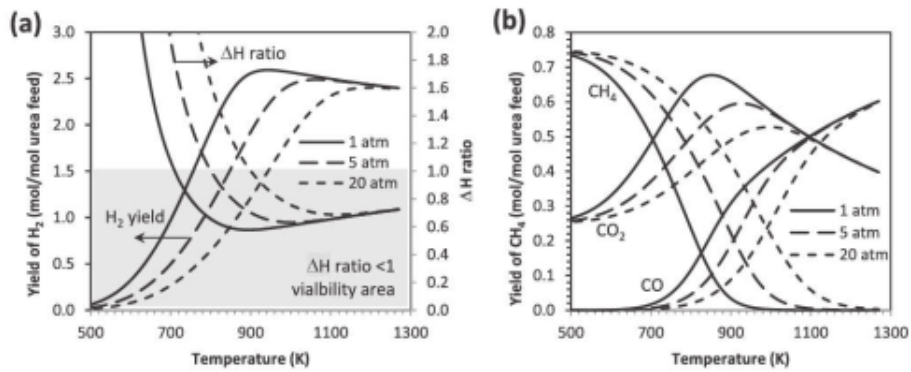 (a)
Yield of H₂ (mol/mol urea feed)
3.0
2.5
2.0
1.5
1.0
0.5
0.0
ΔH ratio
1 atm
5 atm
20 atm
H₂ yield
ΔH ratio <1
vialbility area
2.0
1.8
1.6
1.4
1.2
1.0
0.8
0.6
0.4
0.2
0.0
ΔH ratio
500 700 900 1100 1300
Temperature (K)
(b)
Yield of CH₄ (mol/mol urea feed)
0.8
0.7
0.6
0.5
0.4
0.3
0.2
0.1
0.0
CH₄
CO₂
CO
1 atm
5 atm
20 atm
500 700 900 1100 1300
Temperature (K)